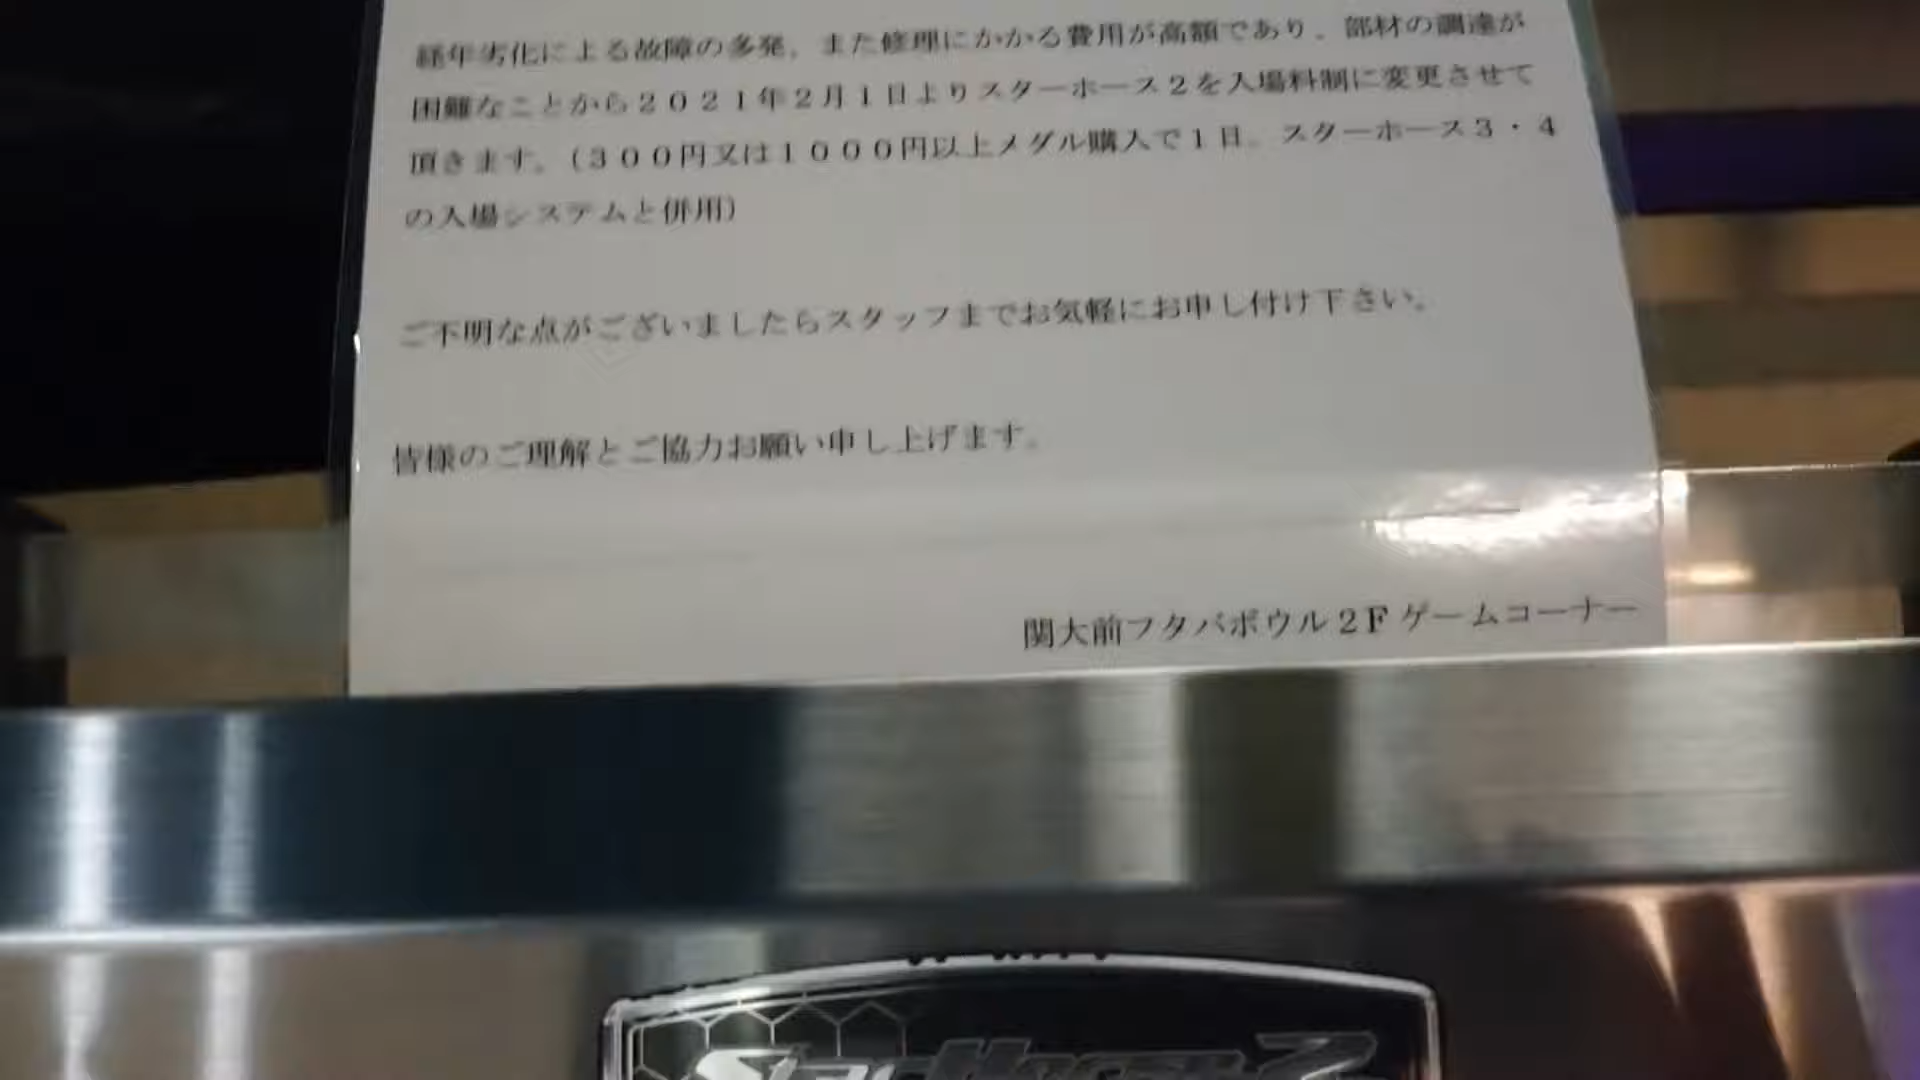 経年劣化による故障の多発、また修理にかかる費用が高額であり、部材の調達が
困難なことから２０２１年２月１日よりスターホース２を入場料制に変更させて
頂きます。（３００円又は１０００円以上メダル購入で１日。スターホース３・４
の入場システムと併用）
ご不明な点がございましたらスタッフまでお気軽にお申し付け下さい。
皆様のご理解とご協力お願い申し上げます。
関大前フタバボウル２Ｆゲームコーナー
StarHorse2